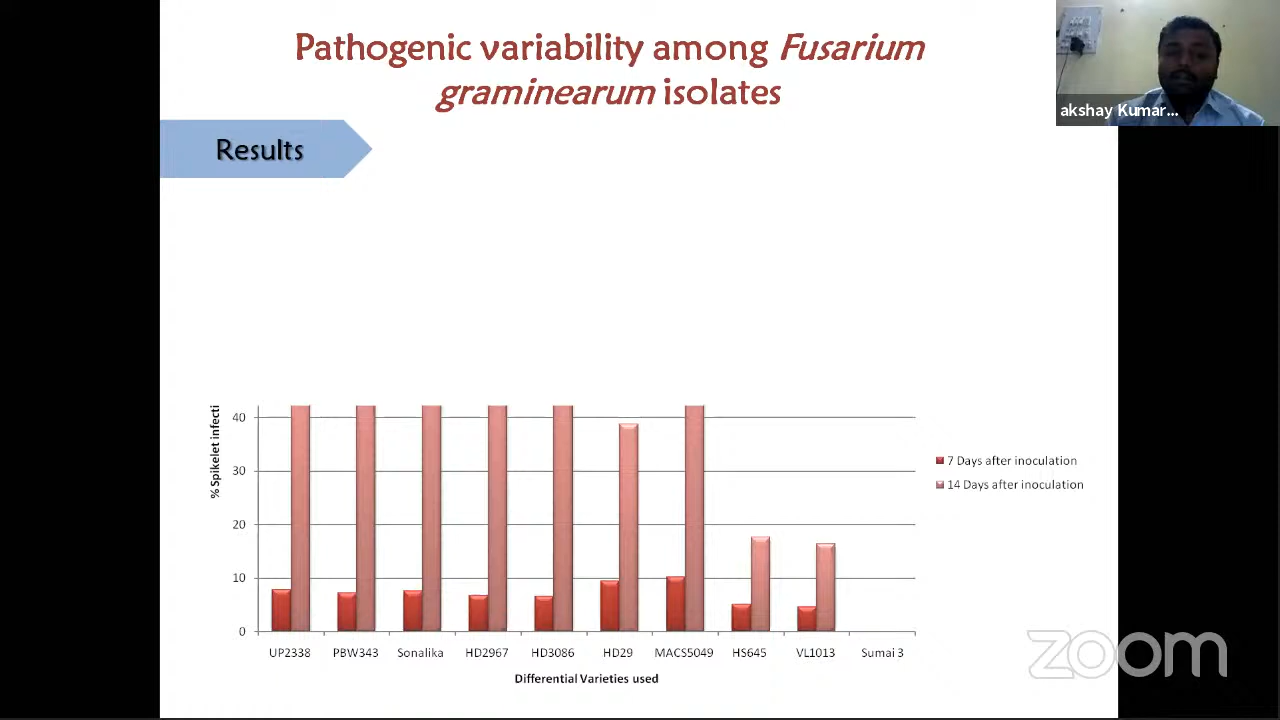 Pathogenic variability among Fusarium
graminearum isolates
akshay Kumar...
Results
% Spikelet infecti
40
30
20
10
0
UP2338 PBW343 Sonalika HD2967 HD3086 HD29 MACS5049 HS645 VL1013 Sumai 3
Differential Varieties used
7 Days after inoculation
14 Days after inoculation
zoom